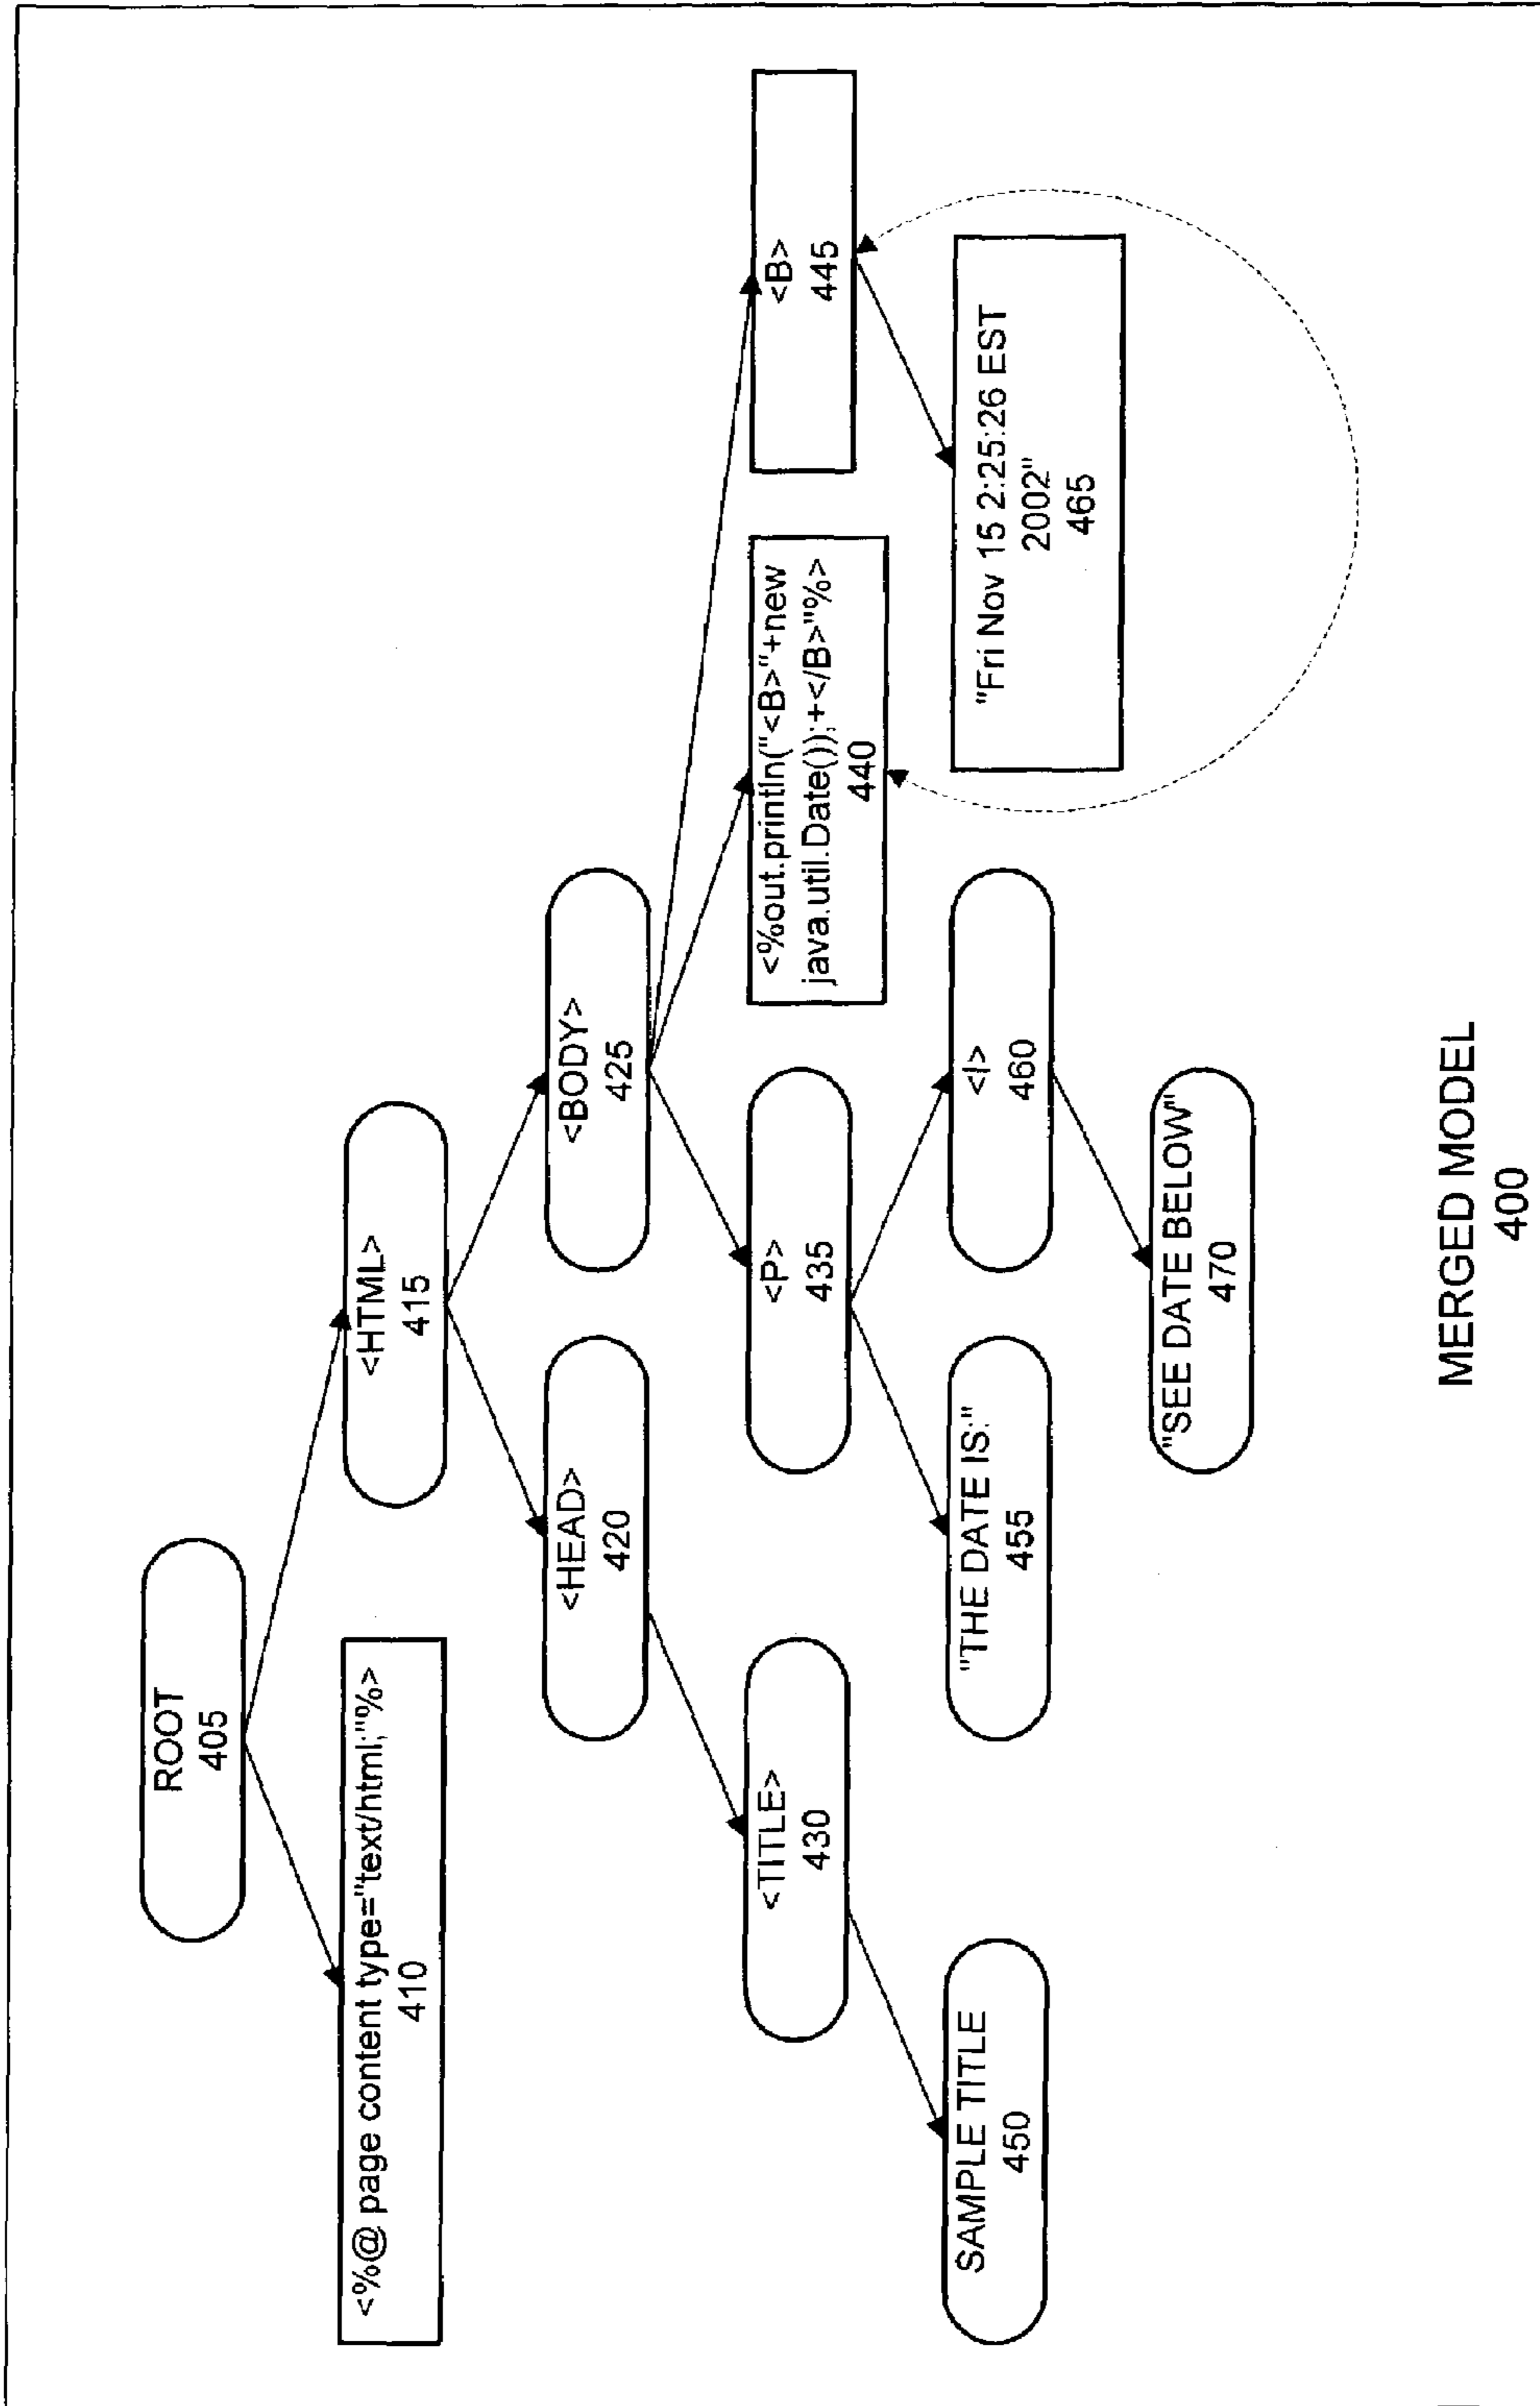 ROOT
405
<%@ page content type="text/html;"%>
410
<HTML>
415
<HEAD>
420
<BODY>
425
<TITLE>
430
<P>
435
<%out.println("<B>"+new
java.util.Date());+</B>"%>
440
<B>
445
SAMPLE TITLE
450
"THE DATE IS:"
455
<I>
460
"Fri Nov 15 2:25:26 EST
2002"
465
"SEE DATE BELOW"
470
MERGED MODEL
400